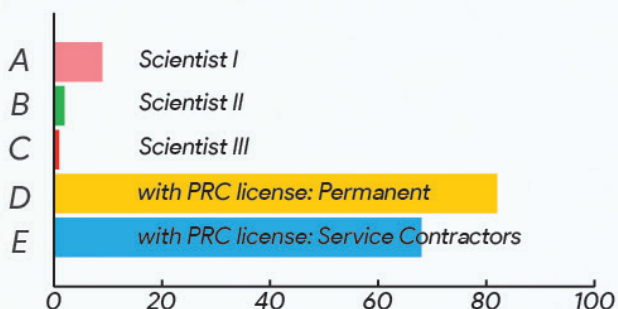 A Scientist I
B Scientist II
C Scientist III
D with PRC license: Permanent
E with PRC license: Service Contractors
0 20 40 60 80 100